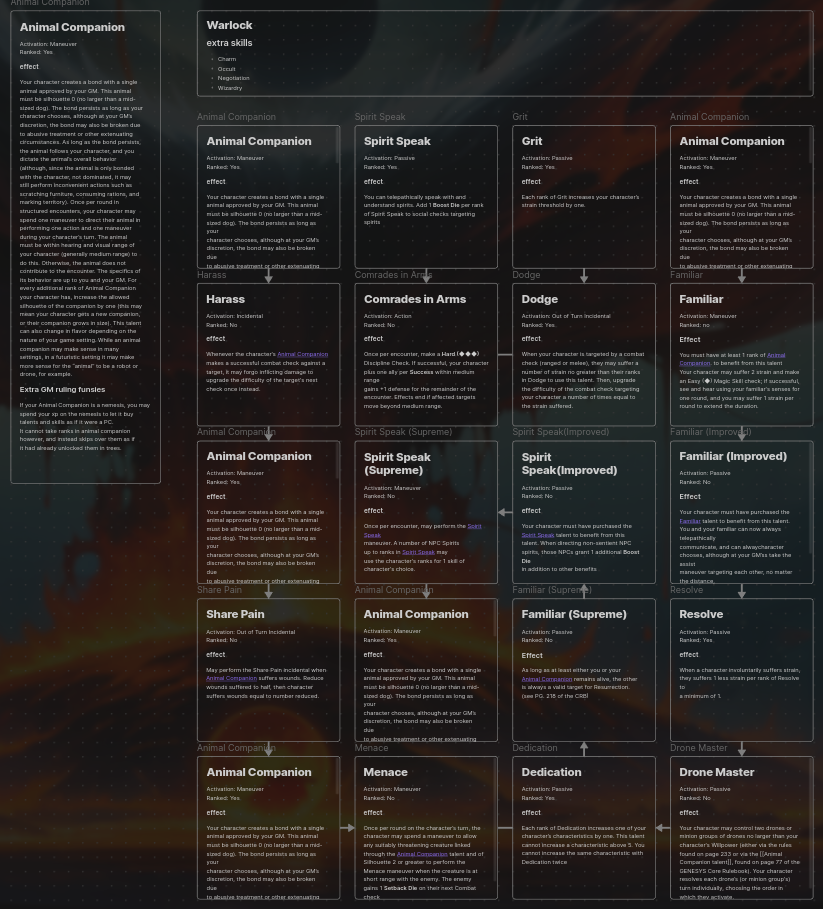 Animal Companion
Animal Companion
Activation: Maneuver
Ranked: Yes
effect
Your character creates a bond with a single
animal approved by your GM. This animal
must be silhouette 0 (no larger than a mid-
sized dog). The bond persists as long as your
character chooses, although at your GM's
discretion, the bond may also be broken due
to abusive treatment or other extenuating
circumstances. As long as the bond persists,
the animal follows your character, and you
dictate the animal's overall behavior
(although, since the animal is only bonded
with the character, not dominated, it may
still perform inconvenient actions such as
scratching furniture, consuming rations, and
marking territory). Once per round in
structured encounters, your character may
spend one maneuver to direct their animal in
performing one action and one maneuver
during your character's turn. The animal
must be within hearing and visual range of
your character (generally medium range) to
do this. Otherwise, the animal does not
contribute to the encounter. The specifics of
its behavior are up to you and your GM. For
every additional rank of Animal Companion
your character has, increase the allowed
silhouette of the companion by one (this may
mean your character gets a new companion,
or their companion grows in size). This talent
can also change in flavor depending on the
nature of your game setting. While an animal
companion may make sense in many
settings, in a futuristic setting it may make
more sense for the "animal" to be a robot or
drone, for example.
Extra GM ruling funsies
If your Animal Companion is a nemesis, you may
spend your xp on the nemesis to let it buy
talents and skills as if it were a PC.
It cannot take ranks in animal companion
however, and instead skips over them as if
it had already unlocked them in trees.
Warlock
extra skills
• Charm
• Occult
• Negotiation
• Wizardry
Animal Companion
Animal Companion
Activation: Maneuver
Ranked: Yes
effect
Your character creates a bond with a single
animal approved by your GM. This animal
must be silhouette 0 (no larger than a mid-
sized dog). The bond persists as long as
your
character chooses, although at your GM's
discretion, the bond may also be broken
due
to abusive treatment or other extenuating
Spirit Speak
Spirit Speak
Activation: Passive
Ranked: Yes
effect
You can telepathically speak with and
understand spirits. Add 1 Boost Die per rank
of Spirit Speak to social checks targeting
spirits
Grit
Grit
Activation: Passive
Ranked: Yes
effect
Each rank of Grit increases your character's
strain threshold by one.
Animal Companion
Animal Companion
Activation: Maneuver
Ranked: Yes
effect
Your character creates a bond with a single
animal approved by your GM. This animal
must be silhouette 0 (no larger than a mid-
sized dog). The bond persists as long as
your
character chooses, although at your GM's
discretion, the bond may also be broken
due
to abusive treatment or other extenuating
Harass
Harass
Activation: Incidental
Ranked: No
effect
Whenever the character's Animal Companion
makes a successful combat check against a
target, it may forgo inflicting damage to
upgrade the difficulty of the target's next
check once instead.
Comrades in Arms
Comrades in Arms
Activation: Action
Ranked: No
effect
Once per encounter, make a Hard (◆◆◆)
Discipline Check. If successful, your character
plus one ally per Success within medium
range
gains +1 defense for the remainder of the
encounter. Effects end if affected targets
move beyond medium range.
Dodge
Dodge
Activation: Out of Turn Incidental
Ranked: Yes
effect
When your character is targeted by a combat
check (ranged or melee), they may suffer a
number of strain no greater than their ranks
in Dodge to use this talent. Then, upgrade
the difficulty of the combat check targeting
your character a number of times equal to
the strain suffered.
Familiar
Familiar
Activation: Maneuver
Ranked: no
Effect
You must have at least 1 rank of Animal
Companion, to benefit from this talent
Your character may suffer 2 strain and make
an Easy (◆) Magic Skill check; if successful,
see and hear using your familiar's senses for
one round, and you may suffer 1 strain per
round to extend the duration.
Animal Companion
Animal Companion
Activation: Maneuver
Ranked: Yes
effect
Your character creates a bond with a single
animal approved by your GM. This animal
must be silhouette 0 (no larger than a mid-
sized dog). The bond persists as long as
your
character chooses, although at your GM's
discretion, the bond may also be broken
due
to abusive treatment or other extenuating
Spirit Speak (Supreme)
Spirit Speak
(Supreme)
Activation: Maneuver
Ranked: No
effect
Once per encounter, may perform the Spirit
Speak
maneuver. A number of NPC Spirits
up to ranks in Spirit Speak may
use the character's ranks for 1 skill of
character's choice.
Spirit Speak(Improved)
Spirit
Speak(Improved)
Activation: Passive
Ranked: No
effect
Your character must have purchased the
Spirit Speak talent to benefit from this
talent. When directing non-sentient NPC
spirits, those NPCs grant 1 additional Boost
Die
in addition to other benefits
Familiar (Improved)
Familiar (Improved)
Activation: Passive
Ranked: No
Effect
Your character must have purchased the
Familiar talent to benefit from this talent.
You and your familiar can now always
telepathically
communicate, and can alwaycharacter
chooses, although at your GM'ss take the
assist
maneuver targeting each other, no matter
the distance.
Share Pain
Share Pain
Activation: Out of Turn Incidental
Ranked: No
effect
May perform the Share Pain incidental when
Animal Companion suffers wounds. Reduce
wounds suffered to half, then character
suffers wounds equal to number reduced.
Animal Companion
Animal Companion
Activation: Maneuver
Ranked: Yes
effect
Your character creates a bond with a single
animal approved by your GM. This animal
must be silhouette 0 (no larger than a mid-
sized dog). The bond persists as long as
your
character chooses, although at your GM's
discretion, the bond may also be broken
due
to abusive treatment or other extenuating
Familiar (Supreme)
Familiar (Supreme)
Activation: Passive
Ranked: No
Effect
As long as at least either you or your
Animal Companion remains alive, the other
is always a valid target for Resurrection.
(see PG. 218 of the CRB)
Resolve
Resolve
Activation: Passive
Ranked: Yes
effect
When a character involuntarily suffers strain,
they suffers 1 less strain per rank of Resolve
to
a minimum of 1.
Animal Companion
Animal Companion
Activation: Maneuver
Ranked: Yes
effect
Your character creates a bond with a single
animal approved by your GM. This animal
must be silhouette 0 (no larger than a mid-
sized dog). The bond persists as long as
your
character chooses, although at your GM's
discretion, the bond may also be broken
due
to abusive treatment or other extenuating
Menace
Menace
Activation: Maneuver
Ranked: No
effect
Once per round on the character's turn, the
character may spend a maneuver to allow
any suitably threatening creature linked
through the Animal Companion talent and of
Silhouette 2 or greater to perform the
Menace maneuver when the creature is at
short range with the enemy. The enemy
gains 1 Setback Die on their next Combat
check
Dedication
Dedication
Activation: Passive
Ranked: Yes
effect
Each rank of Dedication increases one of your
character's characteristics by one. This talent
cannot increase a characteristic above 5. You
cannot increase the same characteristic with
Dedication twice
Drone Master
Drone Master
Activation: Passive
Ranked: No
effect
Your character may control two drones or
minion groups of drones no larger than your
character's Willpower (either via the rules
found on page 233 or via the [[Animal
Companion talent]], found on page 77 of the
GENESYS Core Rulebook). Your character
resolves each drone's (or minion group's)
turn individually, choosing the order in
which they activate.